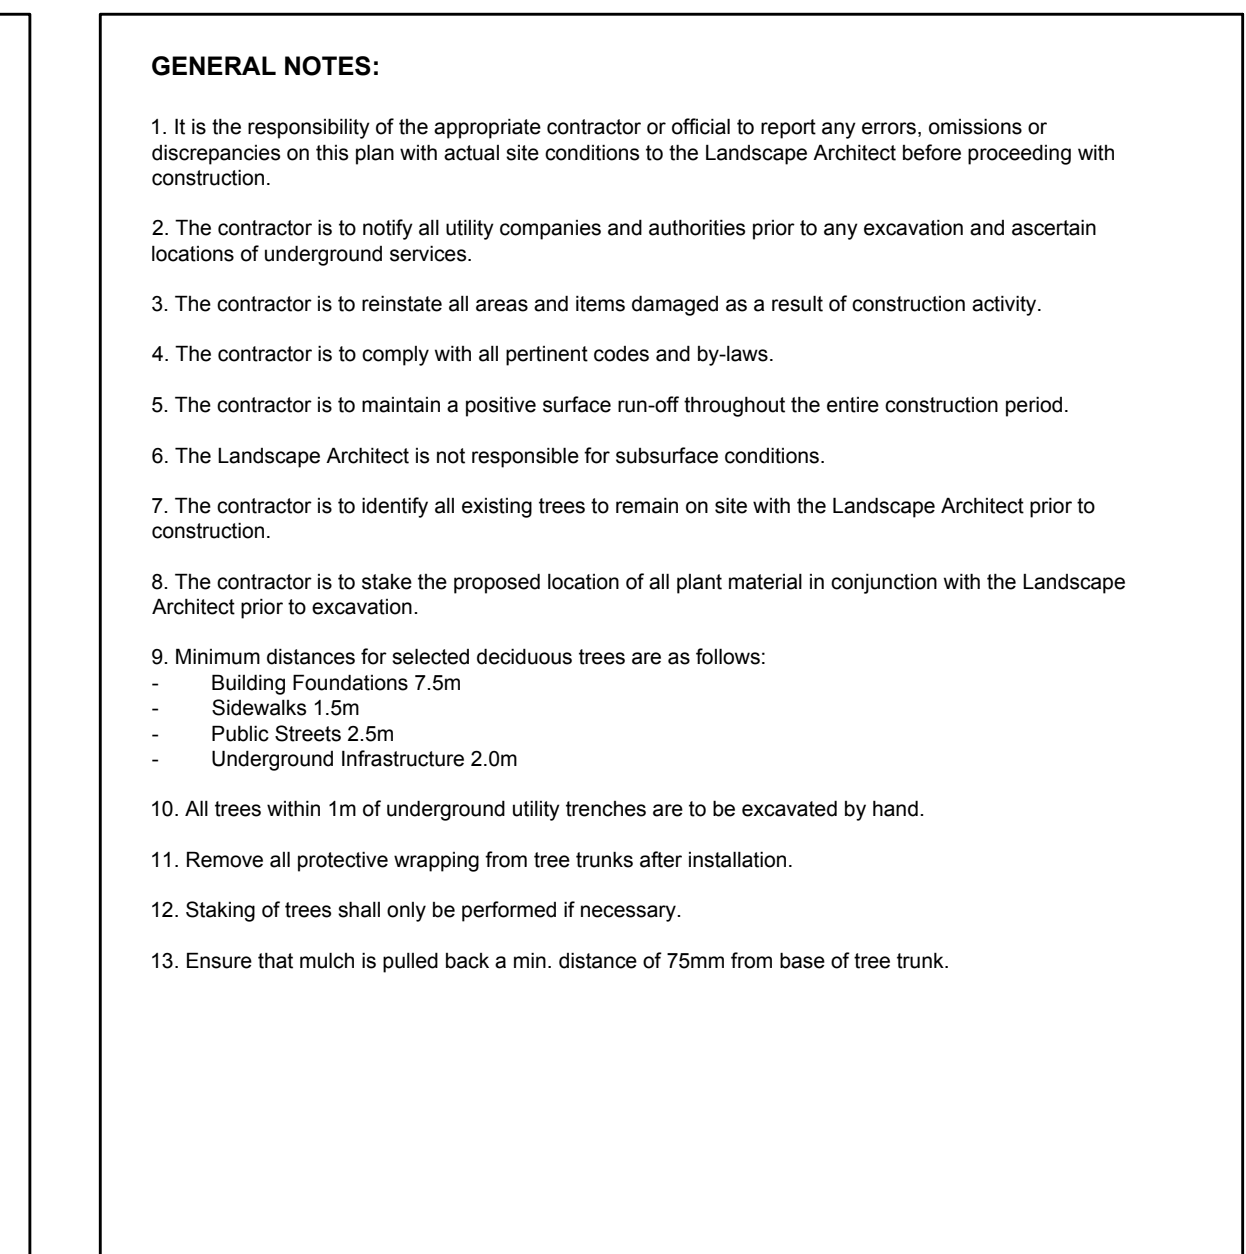 GENERAL NOTES:
1. It is the responsibility of the appropriate contractor or official to report any errors, omissions or
discrepancies on this plan with actual site conditions to the Landscape Architect before proceeding with
construction.
2. The contractor is to notify all utility companies and authorities prior to any excavation and ascertain
locations of underground services.
3. The contractor is to reinstate all areas and items damaged as a result of construction activity.
4. The contractor is to comply with all pertinent codes and by-laws.
5. The contractor is to maintain a positive surface run-off throughout the entire construction period.
6. The Landscape Architect is not responsible for subsurface conditions.
7. The contractor is to identify all existing trees to remain on site with the Landscape Architect prior to
construction.
8. The contractor is to stake the proposed location of all plant material in conjunction with the Landscape
Architect prior to excavation.
9. Minimum distances for selected deciduous trees are as follows:
- Building Foundations 7.5m
- Sidewalks 1.5m
- Public Streets 2.5m
- Underground Infrastructure 2.0m
10. All trees within 1m of underground utility trenches are to be excavated by hand.
11. Remove all protective wrapping from tree trunks after installation.
12. Staking of trees shall only be performed if necessary.
13. Ensure that mulch is pulled back a min. distance of 75mm from base of tree trunk.